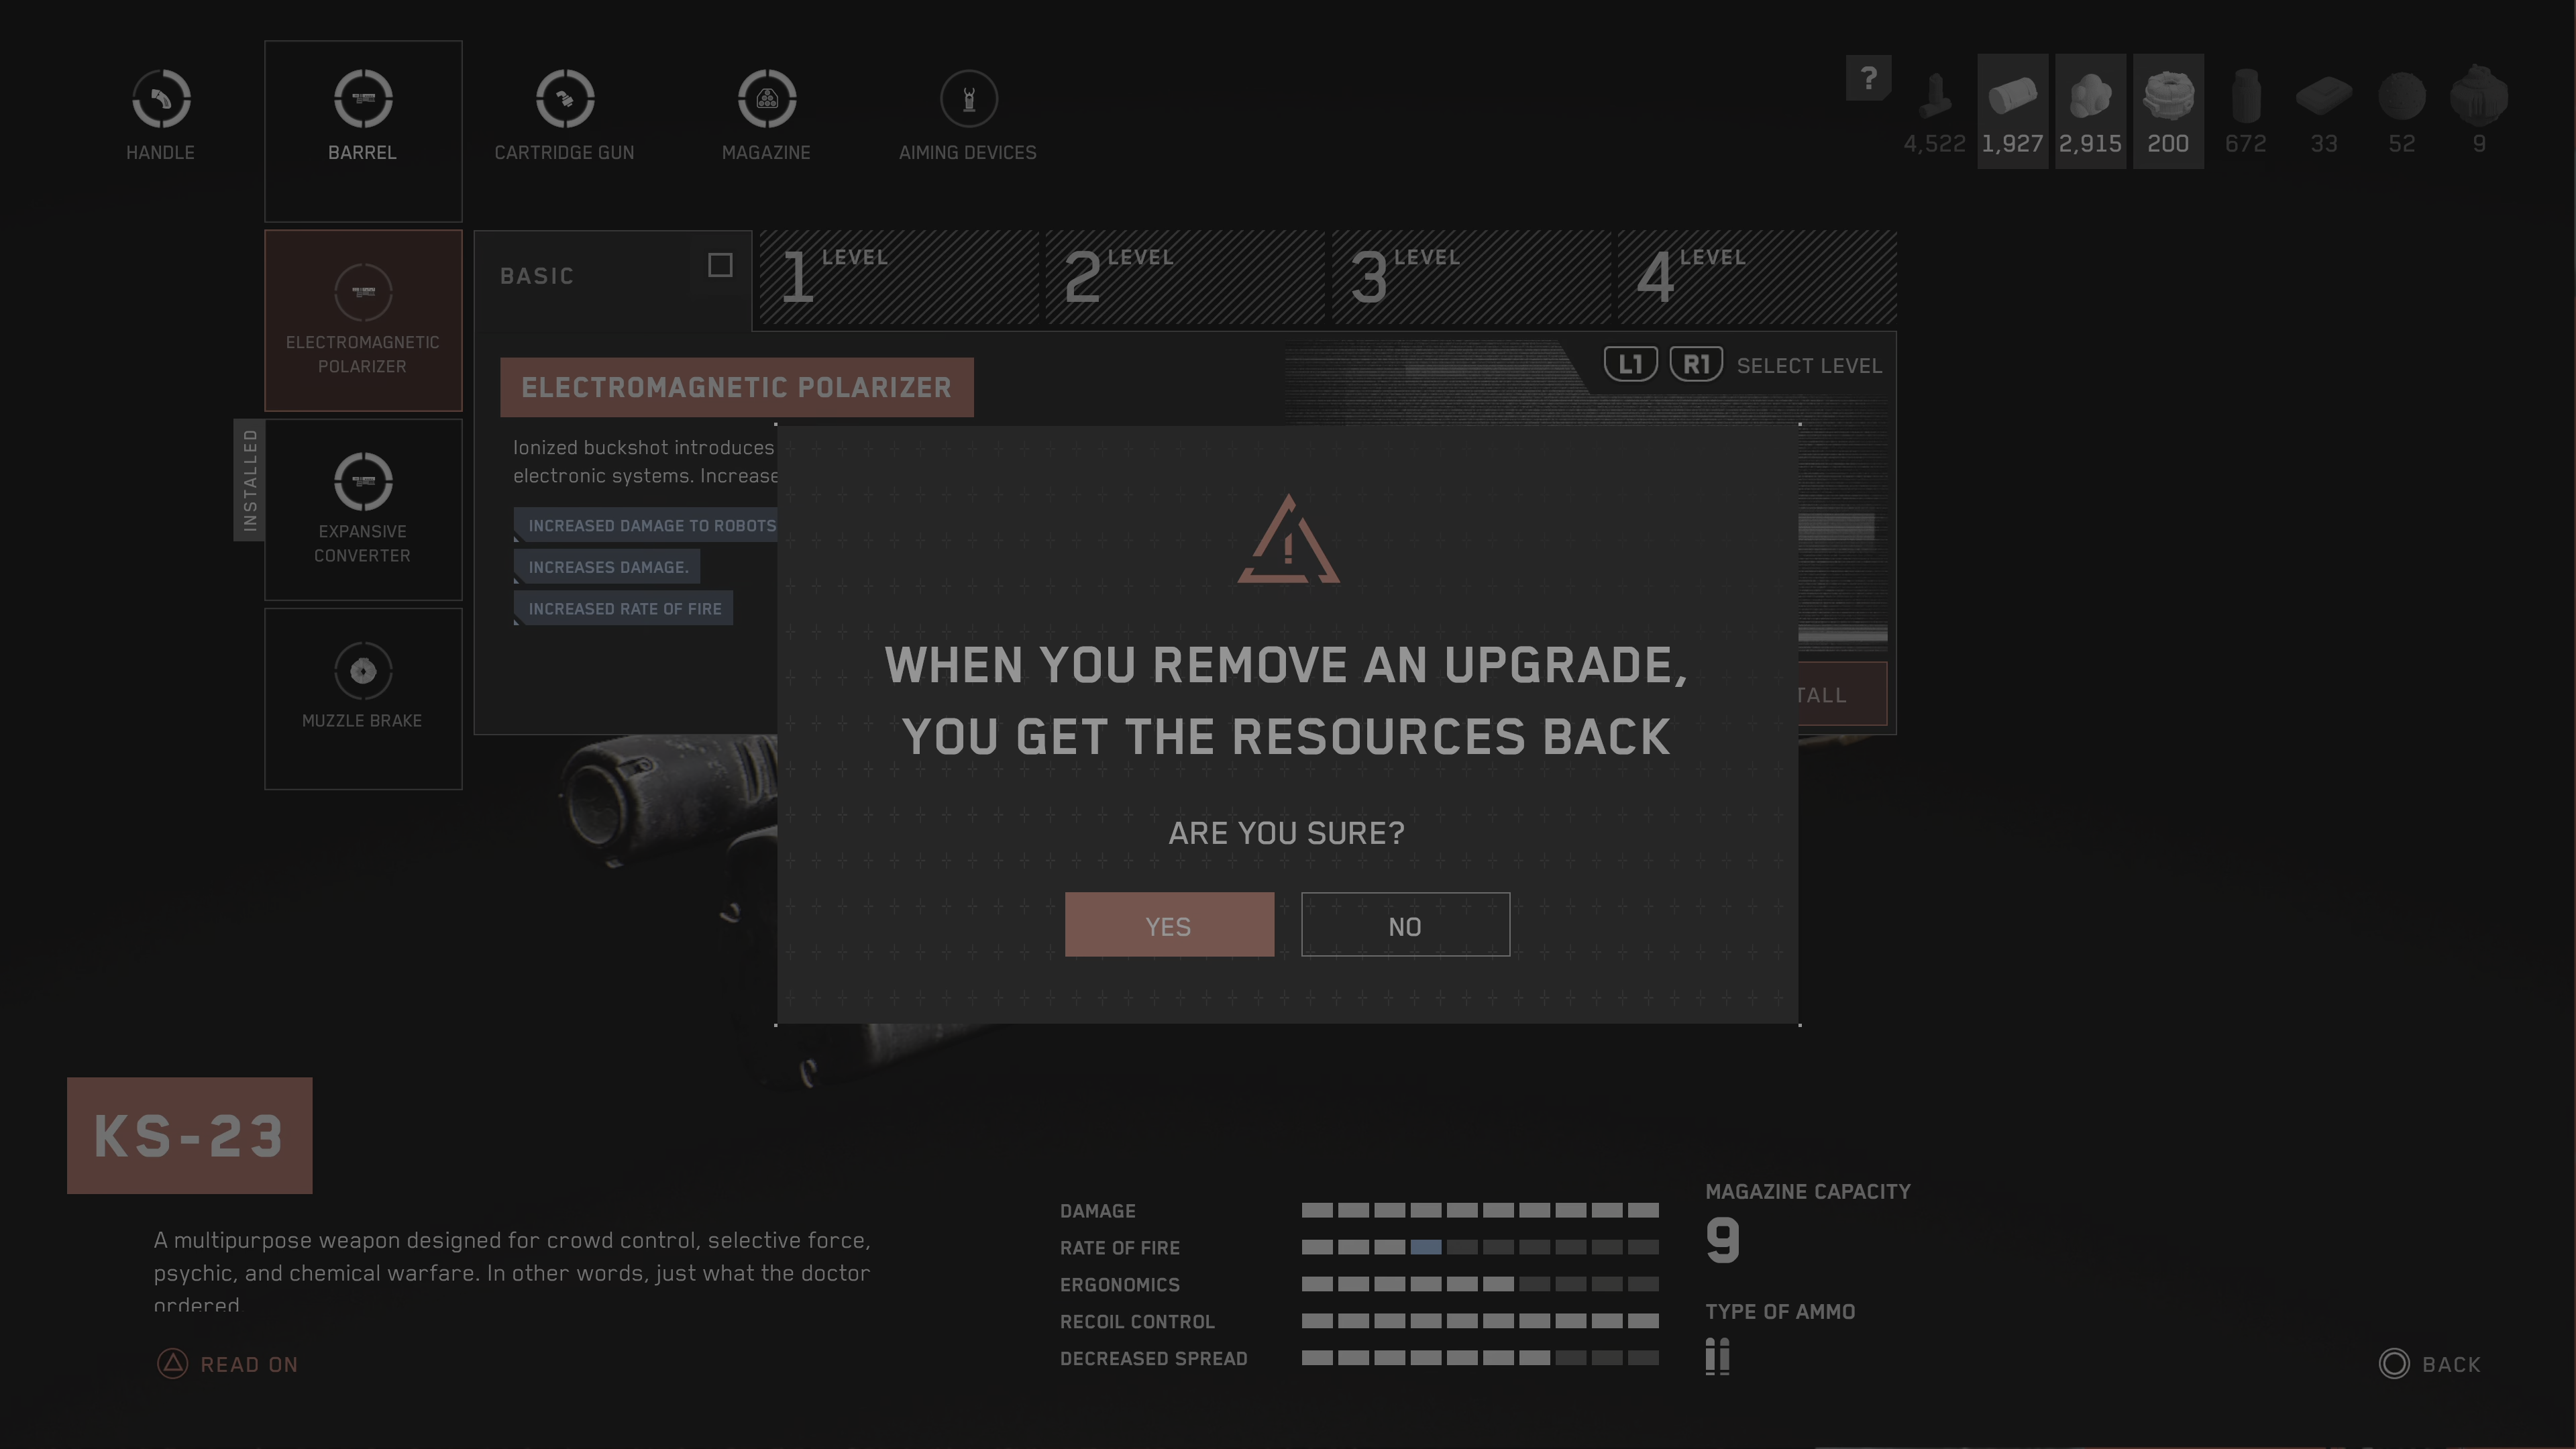 HANDLE
BARREL
CARTRIDGE GUN
MAGAZINE
AIMING DEVICES
?
4,522
1,927
2,915
200
672
33
52
9
ELECTROMAGNETIC
POLARIZER
INSTALLED
EXPANSIVE
CONVERTER
MUZZLE BRAKE
BASIC
1 LEVEL
2 LEVEL
3 LEVEL
4 LEVEL
L1 R1 SELECT LEVEL
ELECTROMAGNETIC POLARIZER
Ionized buckshot introduces
electronic systems. Increase
INCREASED DAMAGE TO ROBOTS
INCREASES DAMAGE.
INCREASED RATE OF FIRE
TALL
WHEN YOU REMOVE AN UPGRADE,
YOU GET THE RESOURCES BACK
ARE YOU SURE?
YES
NO
KS-23
A multipurpose weapon designed for crowd control, selective force,
psychic, and chemical warfare. In other words, just what the doctor
ordered.
READ ON
DAMAGE
RATE OF FIRE
ERGONOMICS
RECOIL CONTROL
DECREASED SPREAD
MAGAZINE CAPACITY
9
TYPE OF AMMO
BACK